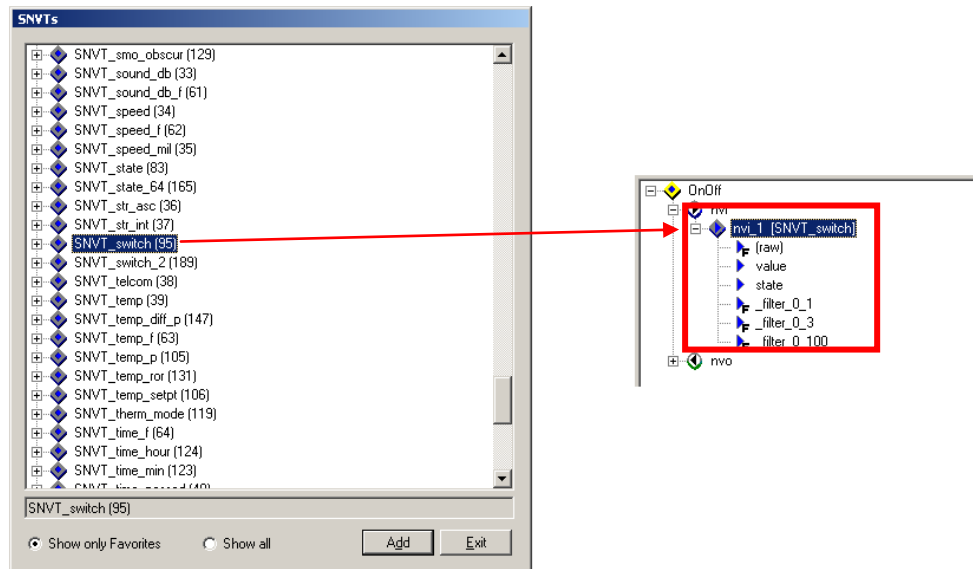 SNVTs
SNVT_smo_obscur (129)
SNVT_sound_db (33)
SNVT_sound_db_f (61)
SNVT_speed (34)
SNVT_speed_f (62)
SNVT_speed_mil (35)
SNVT_state (83)
SNVT_state_64 (165)
SNVT_str_asc (36)
SNVT_str_int (37)
SNVT_switch (95)
SNVT_switch_2 (189)
SNVT_telcom (38)
SNVT_temp (39)
SNVT_temp_diff_p (147)
SNVT_temp_f (63)
SNVT_temp_p (105)
SNVT_temp_ror (131)
SNVT_temp_setpt (106)
SNVT_therm_mode (119)
SNVT_time_f (64)
SNVT_time_hour (124)
SNVT_time_min (123)
SNVT_switch (95)
Show only Favorites
Show all
Add
Exit
OnOff
nvi
nvi_1 [SNVT_switch]
(raw)
value
state
_filter_0_1
_filter_0_3
_filter_0_100
nvo